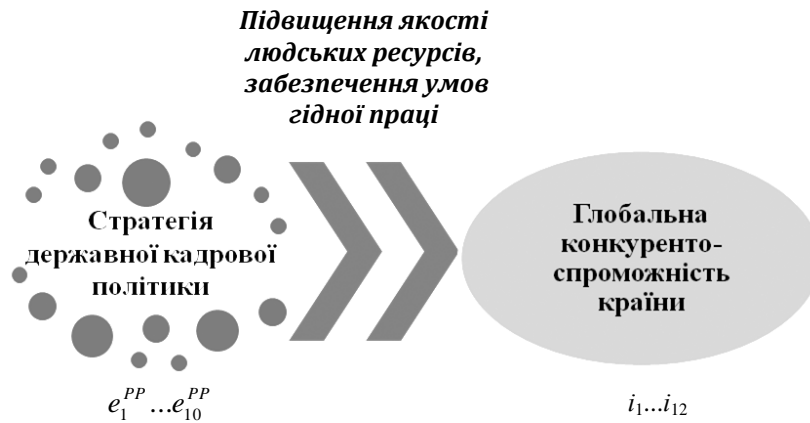 Підвищення якості
людських ресурсів,
забезпечення умов
гідної праці
Стратегія
державної кадрової
політики
Глобальна
конкуренто-
спроможність
країни
e₁ᴾᴾ ...e₁₀ᴾᴾ
i₁...i₁₂